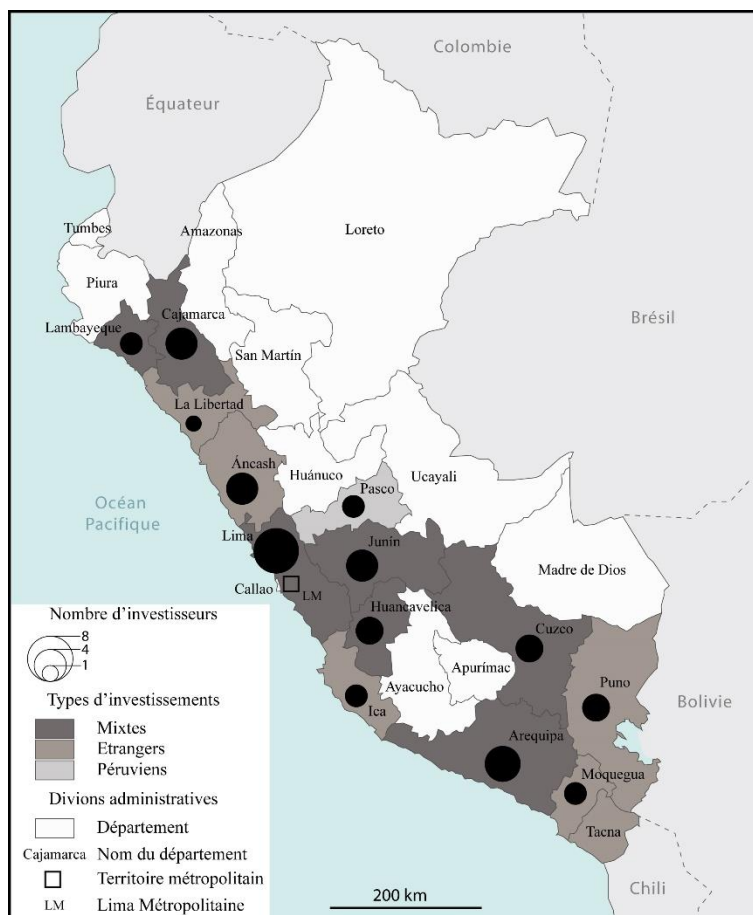 Colombie
Équateur
Tumbes
Amazonas
Loreto
Piura
Cajamarca
Lambayeque
Brésil
San Martín
La Libertad
Áncash
Huánuco
Pasco
Ucayali
Océan
Pacifique
Lima
Junín
Madre de Dios
Callao
LM
Huancavelica
Cuzco
Apurímac
Puno
Ayacucho
Bolivie
Ica
Arequipa
Moquegua
Tacna
Chili
200 km
Nombre d'investisseurs
8
4
1
Types d'investissements
Mixtes
Etrangers
Péruviens
Divions administratives
Département
Cajamarca Nom du département
Territoire métropolitain
LM Lima Métropolitaine